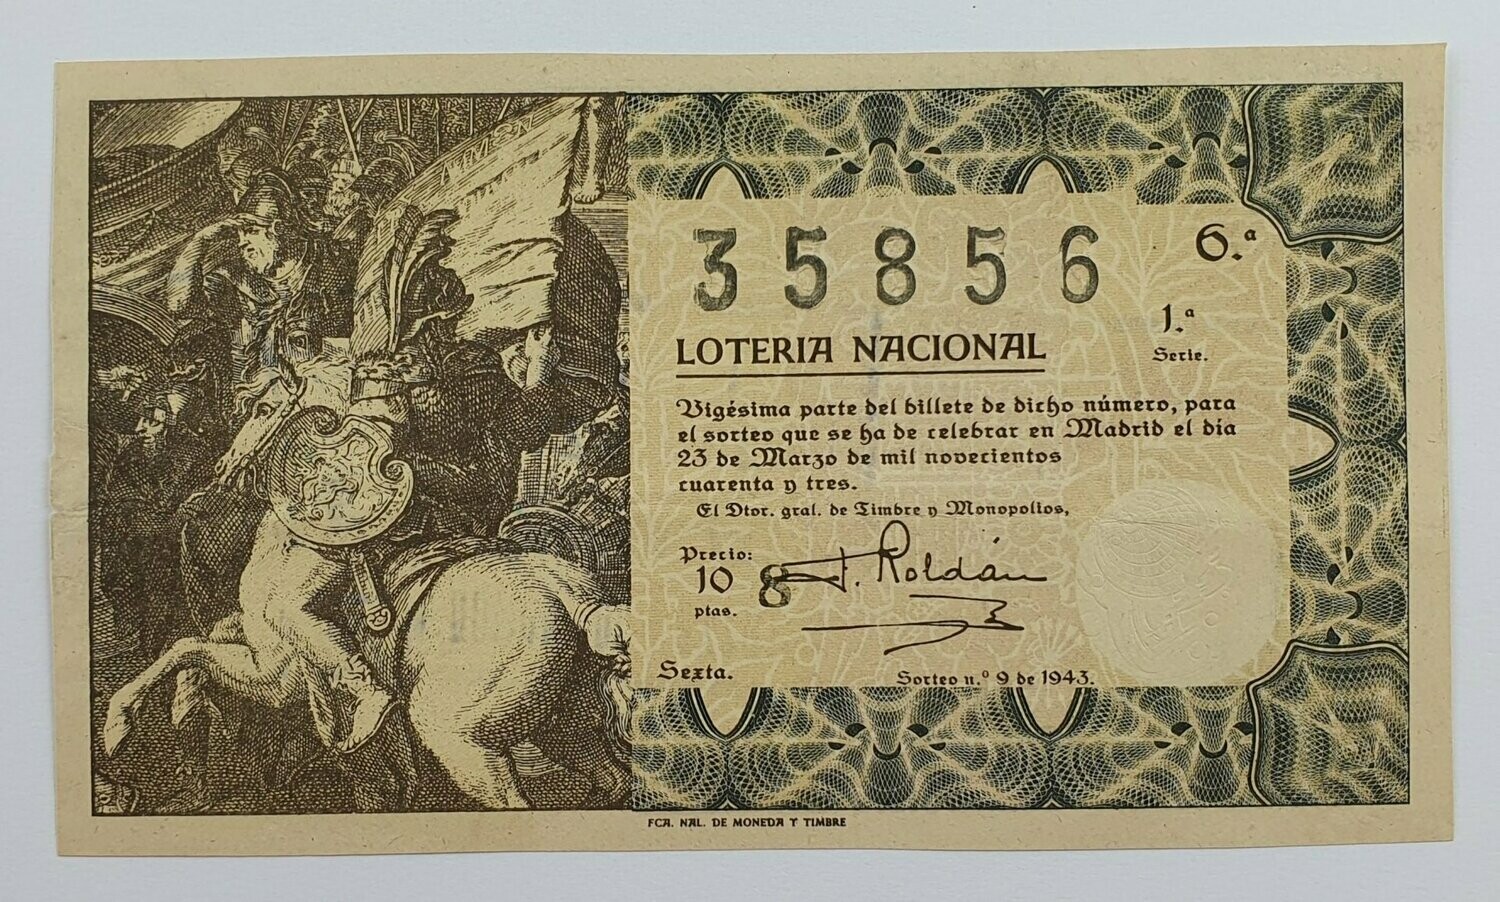 35856
6.ª
1.ª
Serie.
LOTERIA NACIONAL
Vigésima parte del billete de dicho número, para
el sorteo que se ha de celebrar en Madrid el día
23 de Marzo de mil novecientos
cuarenta y tres.
El Dtor. gral. de Timbre y Monopolios,
Precio:
10
ptas.
8
F. Roldán
Sexta.
Sorteo n.º 9 de 1943.
FCA. NAL. DE MONEDA Y TIMBRE